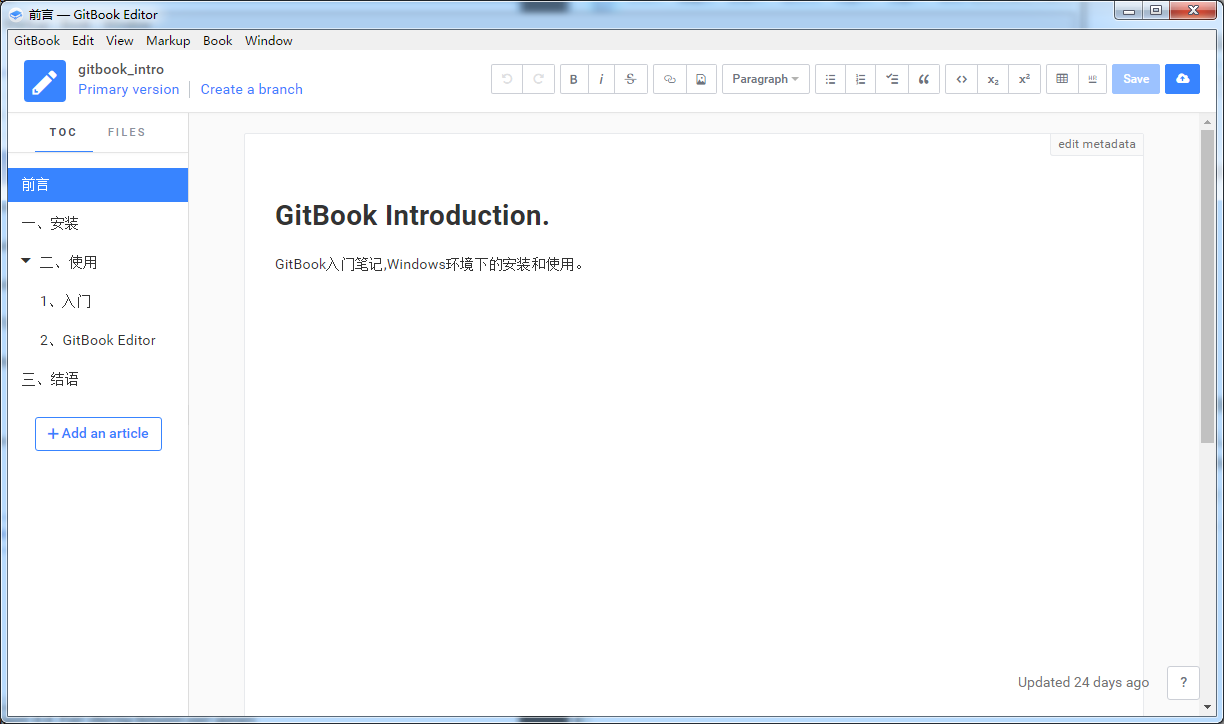 前言 — GitBook Editor
GitBook Edit View Markup Book Window
gitbook_intro
Primary version Create a branch
B i S Paragraph x₂ x² Save
TOC FILES
edit metadata
前言
GitBook Introduction.
一、安装
GitBook入门笔记,Windows环境下的安装和使用。
二、使用
1、入门
2、GitBook Editor
三、结语
+ Add an article
Updated 24 days ago ?